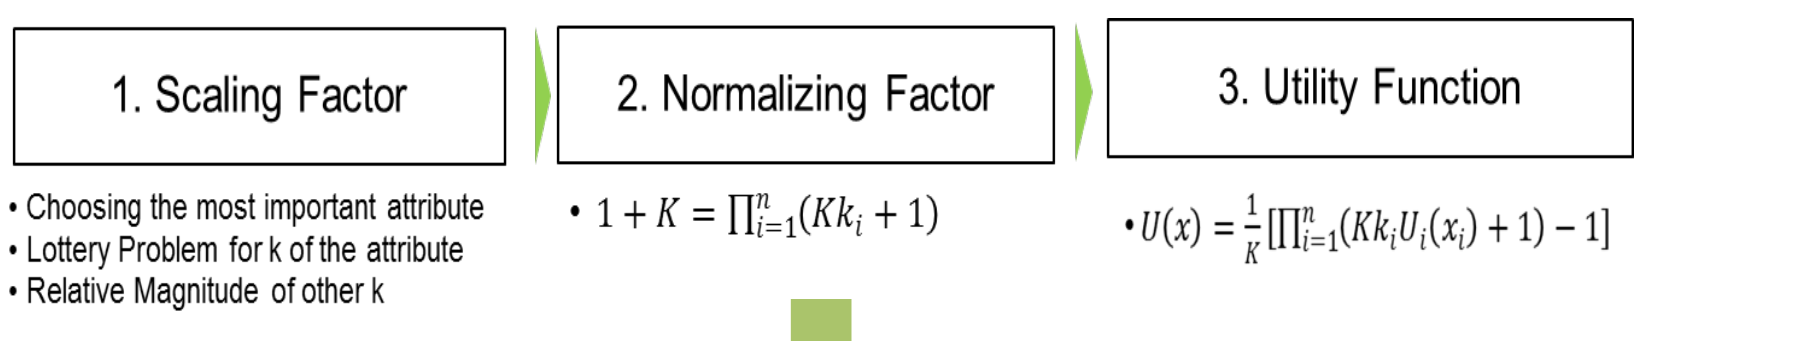 1. Scaling Factor
• Choosing the most important attribute
• Lottery Problem for k of the attribute
• Relative Magnitude of other k
2. Normalizing Factor
• 1 + K = ∏ⁿᵢ₌₁(Kkᵢ + 1)
3. Utility Function
• U(x) = 1/K [∏ⁿᵢ₌₁(KkᵢUᵢ(xᵢ) + 1) − 1]